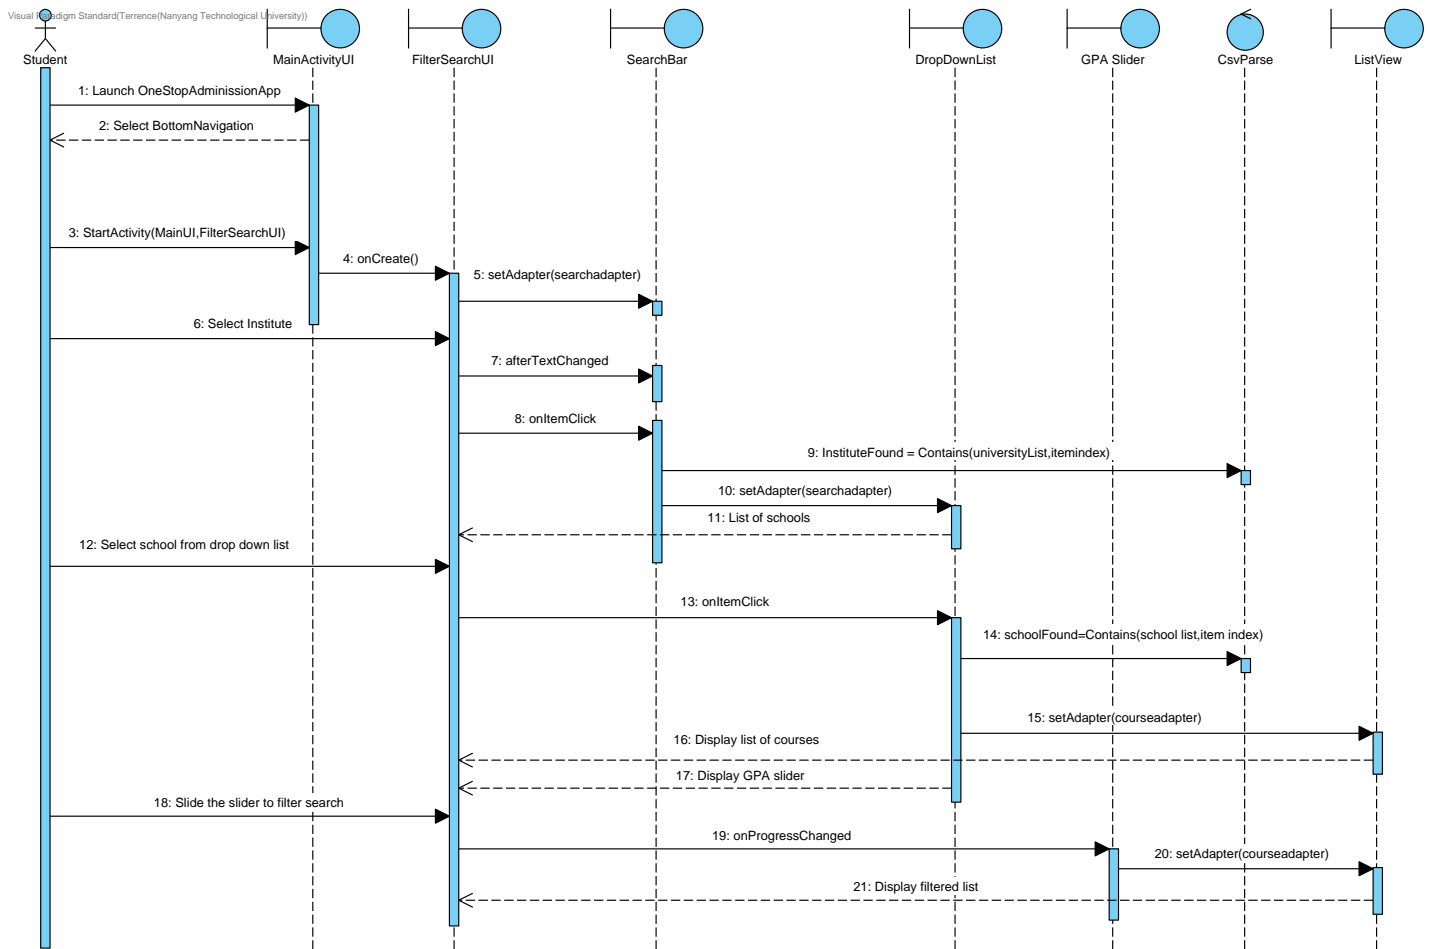 Visual Paradigm Standard(Terrence(Nanyang Technological University))
Student
MainActivityUI
FilterSearchUI
SearchBar
DropDownList
GPA Slider
CsvParse
ListView
1: Launch OneStopAdminissionApp
2: Select BottomNavigation
3: StartActivity(MainUI,FilterSearchUI)
4: onCreate()
5: setAdapter(searchadapter)
6: Select Institute
7: afterTextChanged
8: onItemClick
9: InstituteFound = Contains(universityList,itemindex)
10: setAdapter(searchadapter)
11: List of schools
12: Select school from drop down list
13: onItemClick
14: schoolFound=Contains(school list,item index)
15: setAdapter(courseadapter)
16: Display list of courses
17: Display GPA slider
18: Slide the slider to filter search
19: onProgressChanged
20: setAdapter(courseadapter)
21: Display filtered list